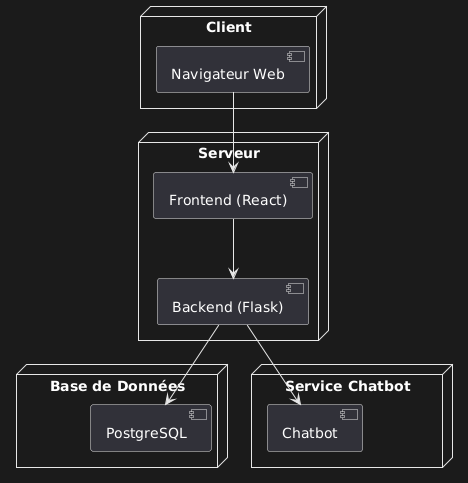 Client
Navigateur Web
Serveur
Frontend (React)
Backend (Flask)
Base de Données
PostgreSQL
Service Chatbot
Chatbot